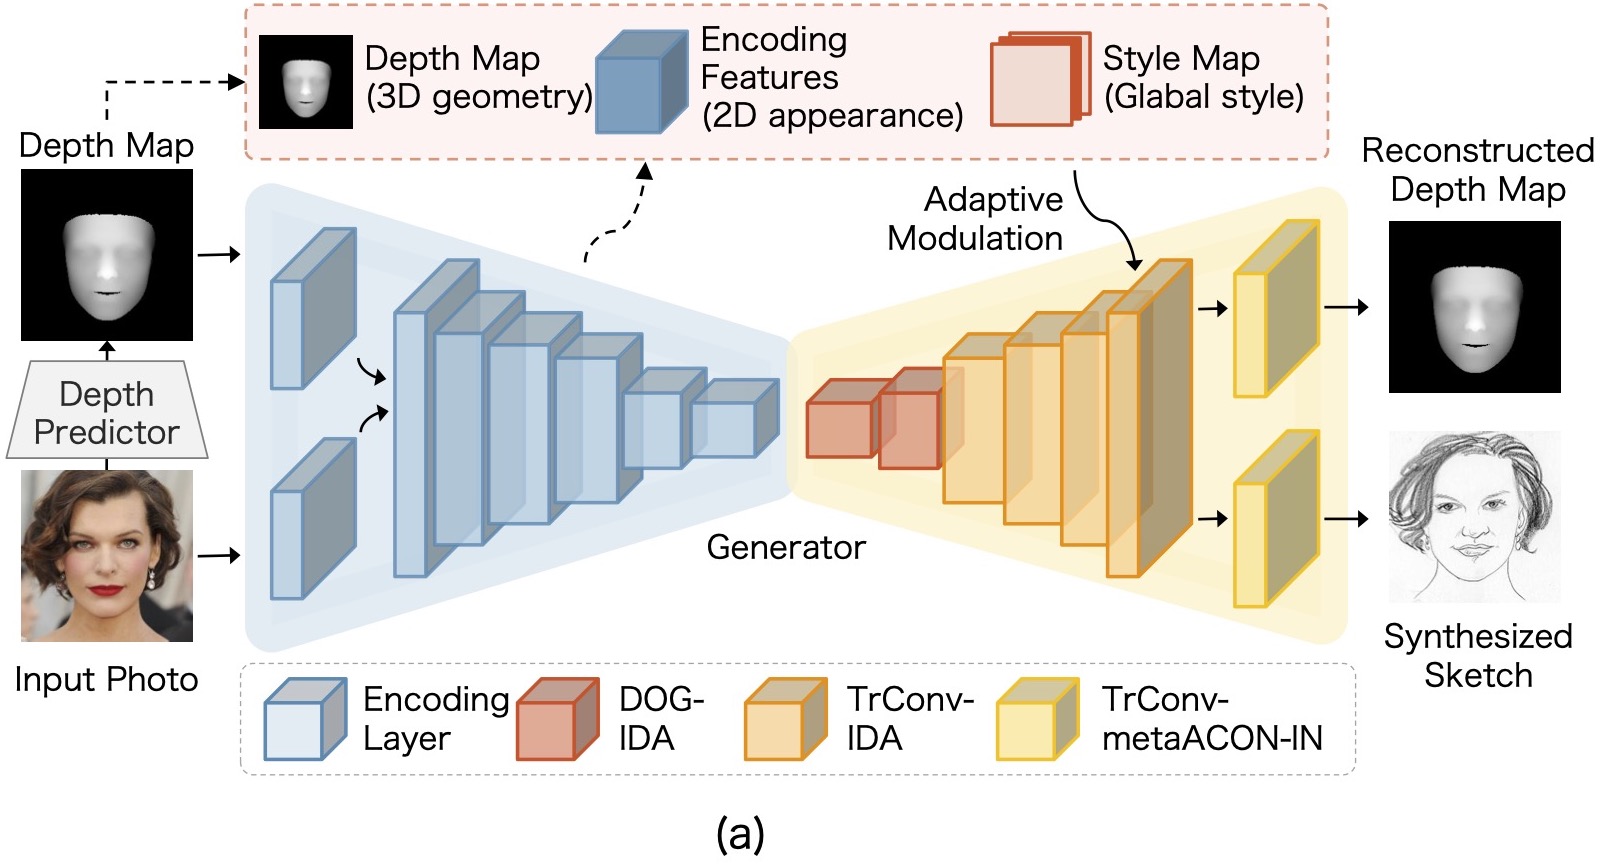 Depth Map
(3D geometry)
Encoding
Features
(2D appearance)
Style Map
(Glabal style)
Depth Map
Reconstructed
Depth Map
Adaptive
Modulation
Depth
Predictor
Generator
Input Photo
Synthesized
Sketch
Encoding
Layer
DOG-
IDA
TrConv-
IDA
TrConv-
metaACON-IN
(a)